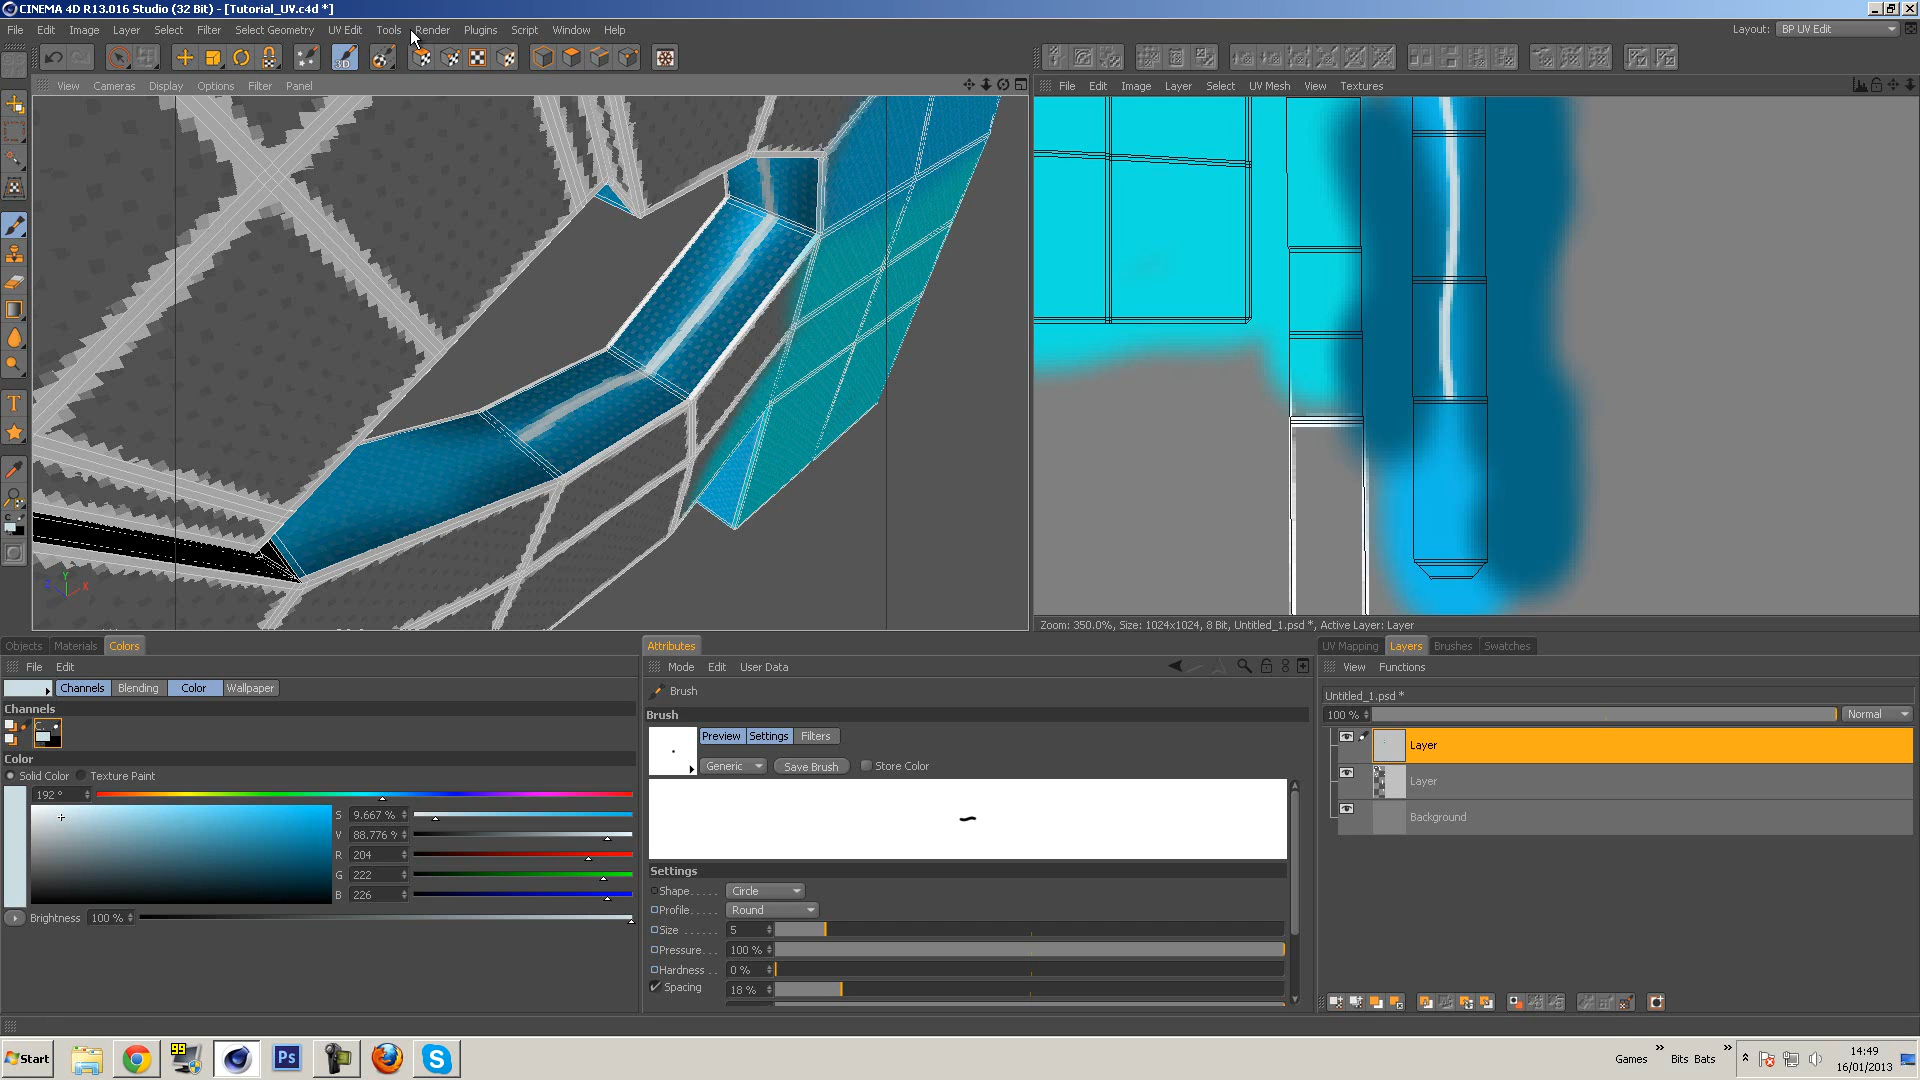 CINEMA 4D R13.016 Studio (32 Bit) - [Tutorial_UV.c4d *]
File Edit Image Layer Select Filter Select Geometry UV Edit Tools Render Plugins Script Window Help
Layout: BP UV Edit
3D
View Cameras Display Options Filter Panel
File Edit Image Layer Select UV Mesh View Textures
Y
X
Zoom: 350.0%, Size: 1024x1024, 8 Bit, Untitled_1.psd *, Active Layer: Layer
Objects Materials Colors
Attributes
UV Mapping Layers Brushes Swatches
File Edit
Mode Edit User Data
View Functions
Channels Blending Color Wallpaper
Brush
Untitled_1.psd *
Channels
Brush
100 % Normal
C
Preview Settings Filters
Layer
Color
Generic Save Brush Store Color
Solid Color Texture Paint
Layer
192 °
S 9.667 %
Background
V 88.776 %
R 204
G 222
B 226
Settings
Shape..... Circle
Profile..... Round
Brightness 100 %
Size ...... 5
Pressure... 100 %
Hardness .. 0 %
Spacing 18 %
Start
99
Ps
Games » Bits Bats »
14:49
16/01/2013